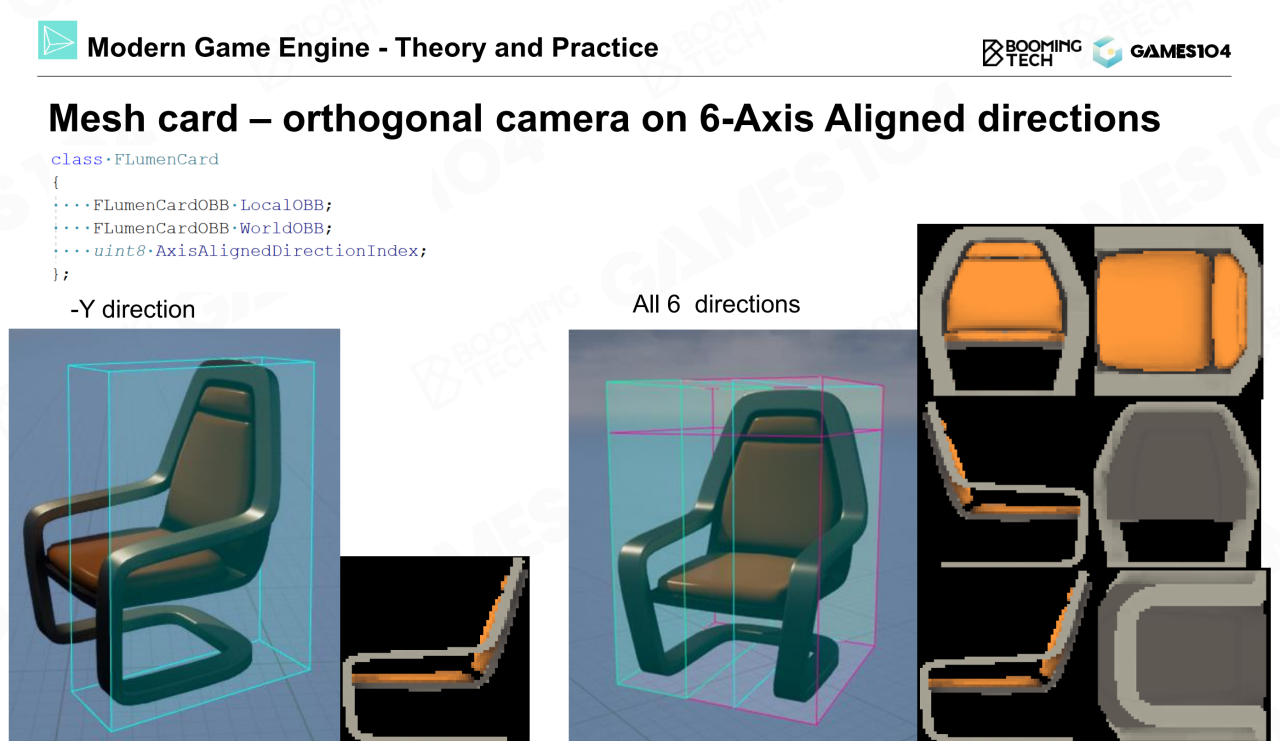 Modern Game Engine - Theory and Practice
BOOMING
TECH
GAMES104
Mesh card – orthogonal camera on 6-Axis Aligned directions
class·FLumenCard
{
····FLumenCardOBB·LocalOBB;
····FLumenCardOBB·WorldOBB;
····uint8·AxisAlignedDirectionIndex;
};
-Y direction
All 6  directions